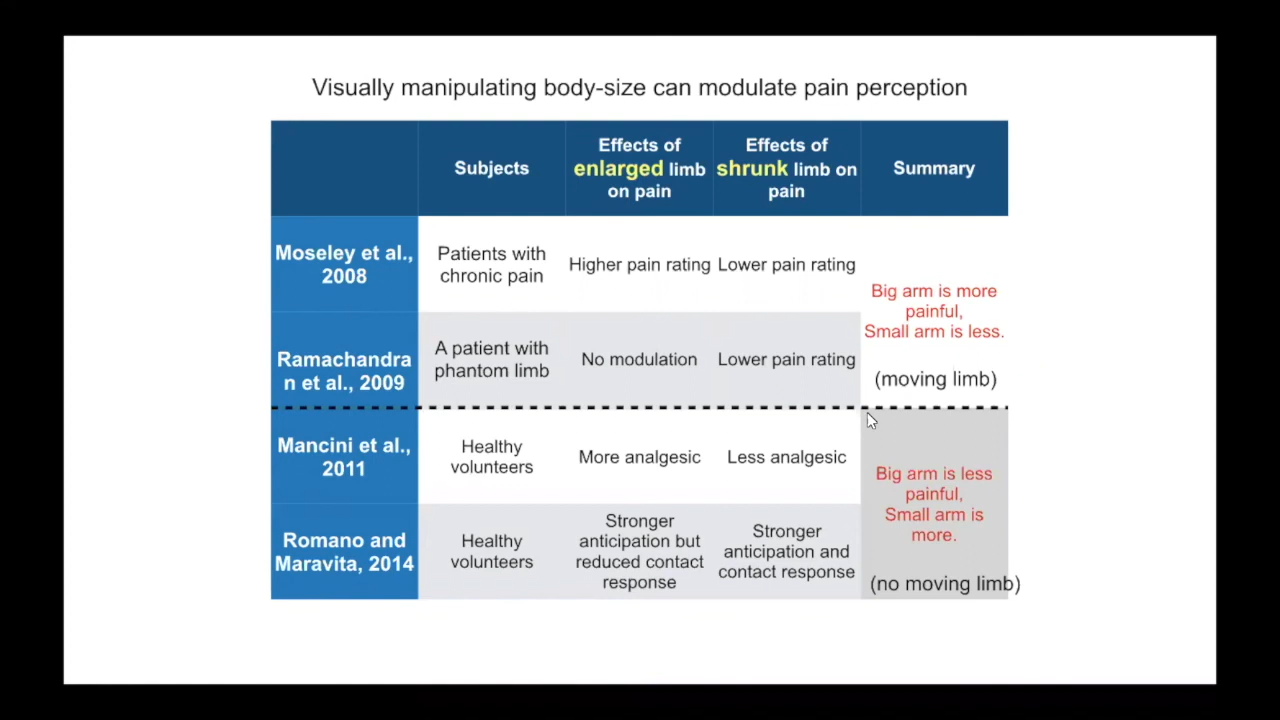 Visually manipulating body-size can modulate pain perception
Subjects
Effects of
enlarged limb
on pain
Effects of
shrunk limb on
pain
Summary
Moseley et al.,
2008
Patients with
chronic pain
Higher pain rating
Lower pain rating
Big arm is more
painful,
Small arm is less.
(moving limb)
Ramachandra
n et al., 2009
A patient with
phantom limb
No modulation
Lower pain rating
Mancini et al.,
2011
Healthy
volunteers
More analgesic
Less analgesic
Big arm is less
painful,
Small arm is
more.
(no moving limb)
Romano and
Maravita, 2014
Healthy
volunteers
Stronger
anticipation but
reduced contact
response
Stronger
anticipation and
contact response